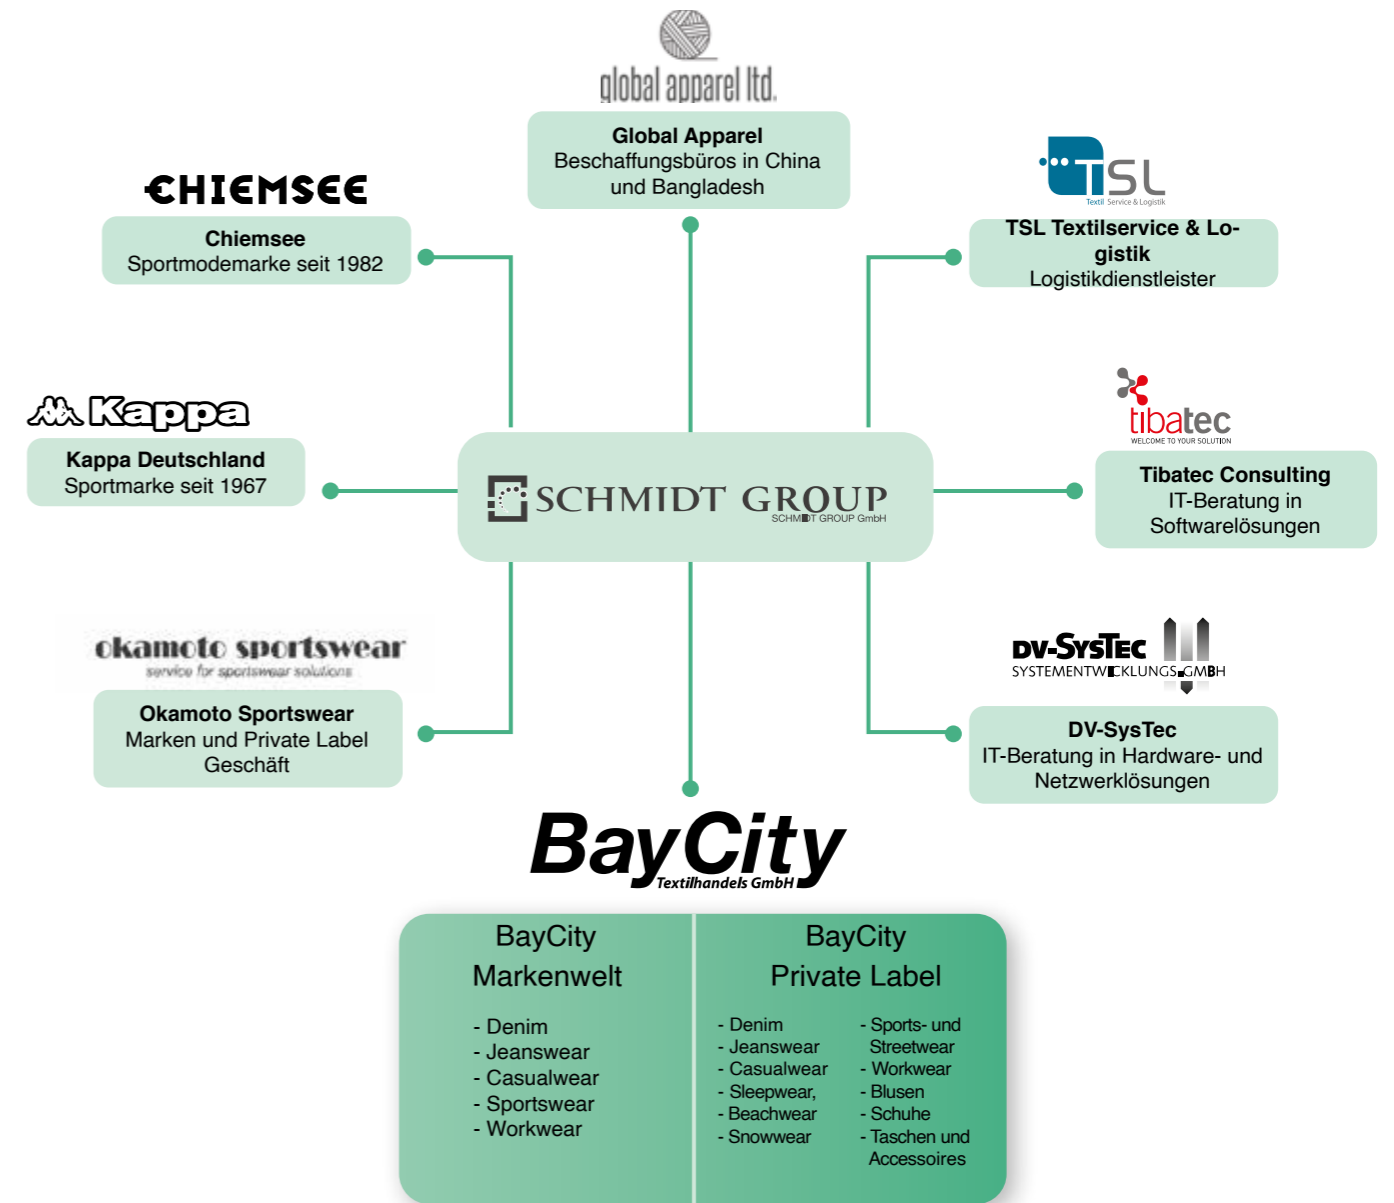 global apparel ltd.
Global Apparel
Beschaffungsbüros in China
und Bangladesh
CHIEMSEE
Chiemsee
Sportmodemarke seit 1982
TSL
Textil Service & Logistik
TSL Textilservice & Lo-
gistik
Logistikdienstleister
Kappa
Kappa Deutschland
Sportmarke seit 1967
SCHMIDT GROUP
SCHMIDT GROUP GmbH
tibatec
WELCOME TO YOUR SOLUTION
Tibatec Consulting
IT-Beratung in
Softwarelösungen
okamoto sportswear
service for sportswear solutions
Okamoto Sportswear
Marken und Private Label
Geschäft
DV-SYSTEC
SYSTEMENTWICKLUNGS-GMBH
DV-SysTec
IT-Beratung in Hardware- und
Netzwerklösungen
BayCity
Textilhandels GmbH
BayCity
Markenwelt
- Denim
- Jeanswear
- Casualwear
- Sportswear
- Workwear
BayCity
Private Label
- Denim
- Jeanswear
- Casualwear
- Sleepwear,
- Beachwear
- Snowwear
- Sports- und
Streetwear
- Workwear
- Blusen
- Schuhe
- Taschen und
Accessoires